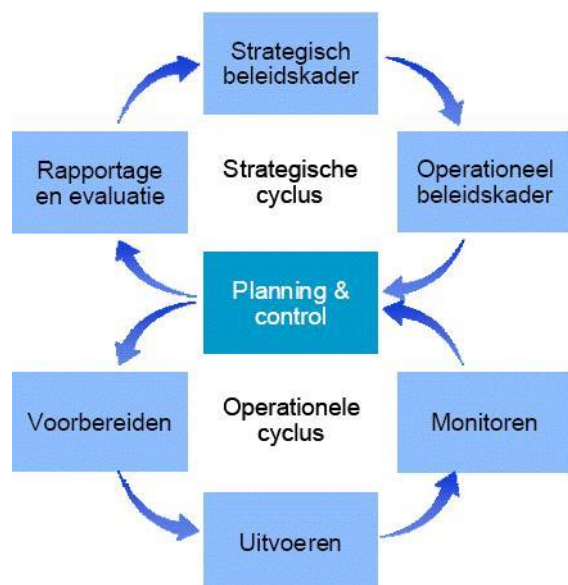 Strategisch
beleidskader
Rapportage
en evaluatie
Strategische
cyclus
Operationeel
beleidskader
Planning &
control
Voorbereiden
Operationele
cyclus
Monitoren
Uitvoeren